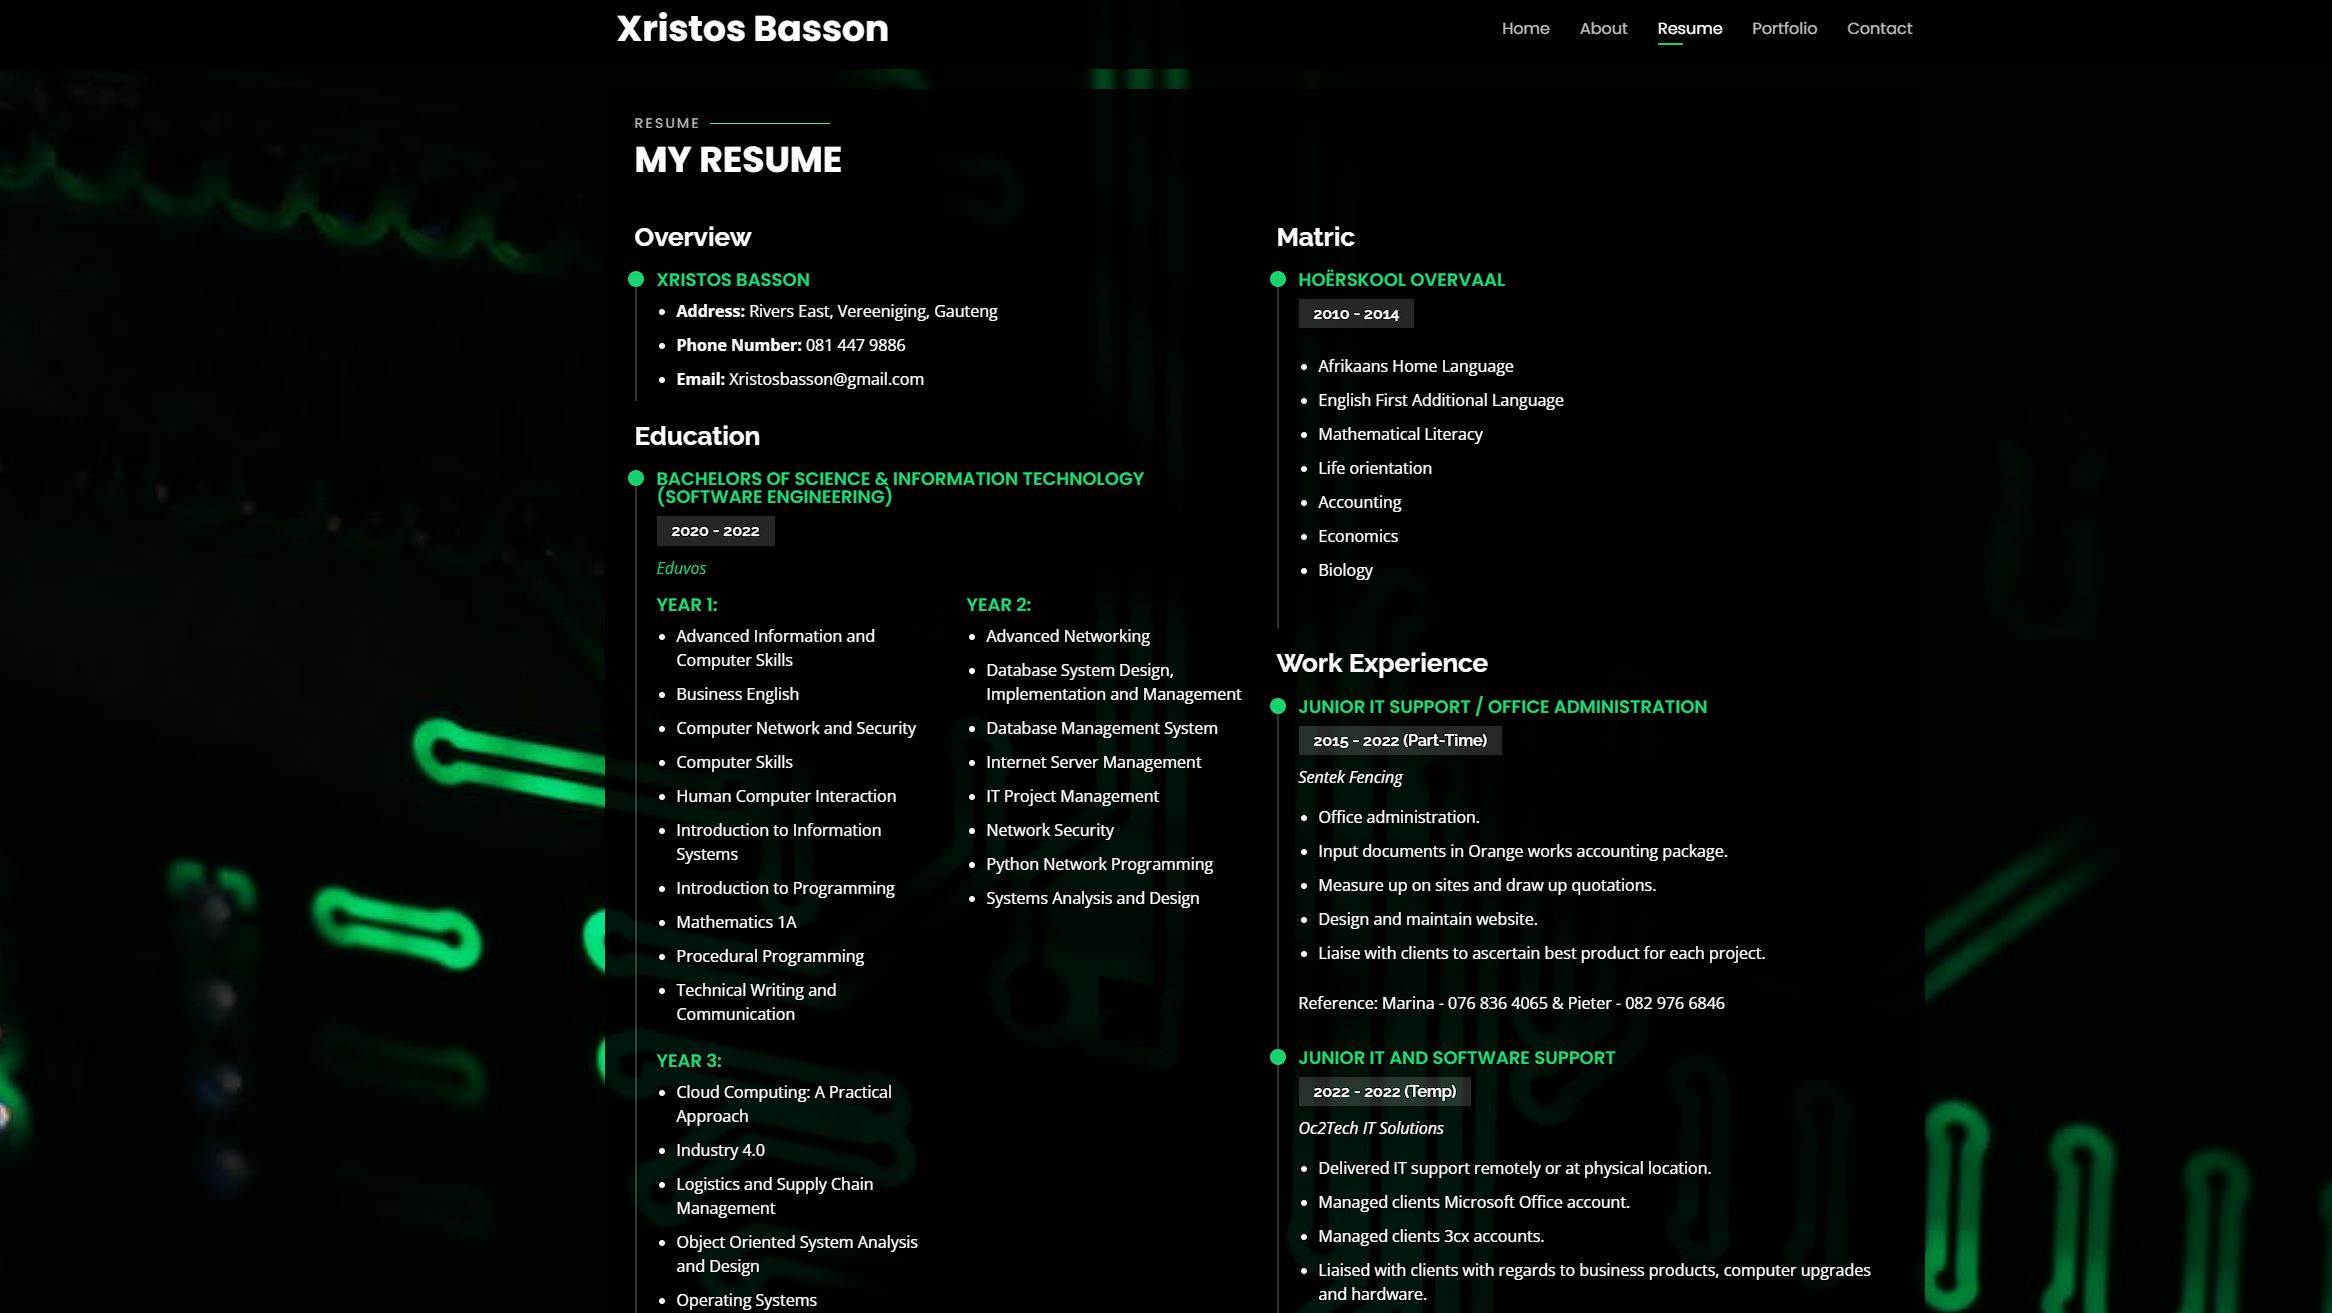 Xristos Basson
Home
About
Resume
Portfolio
Contact
RESUME
MY RESUME
Overview
XRISTOS BASSON
Address: Rivers East, Vereeniging, Gauteng
Phone Number: 081 447 9886
Email: Xristosbasson@gmail.com
Education
BACHELORS OF SCIENCE & INFORMATION TECHNOLOGY
(SOFTWARE ENGINEERING)
2020 - 2022
Eduvos
YEAR 1:
Advanced Information and
Computer Skills
Business English
Computer Network and Security
Computer Skills
Human Computer Interaction
Introduction to Information
Systems
Introduction to Programming
Mathematics 1A
Procedural Programming
Technical Writing and
Communication
YEAR 2:
Advanced Networking
Database System Design,
Implementation and Management
Database Management System
Internet Server Management
IT Project Management
Network Security
Python Network Programming
Systems Analysis and Design
YEAR 3:
Cloud Computing: A Practical
Approach
Industry 4.0
Logistics and Supply Chain
Management
Object Oriented System Analysis
and Design
Operating Systems
Matric
HOËRSKOOL OVERVAAL
2010 - 2014
Afrikaans Home Language
English First Additional Language
Mathematical Literacy
Life orientation
Accounting
Economics
Biology
Work Experience
JUNIOR IT SUPPORT / OFFICE ADMINISTRATION
2015 - 2022 (Part-Time)
Sentek Fencing
Office administration.
Input documents in Orange works accounting package.
Measure up on sites and draw up quotations.
Design and maintain website.
Liaise with clients to ascertain best product for each project.
Reference: Marina - 076 836 4065 & Pieter - 082 976 6846
JUNIOR IT AND SOFTWARE SUPPORT
2022 - 2022 (Temp)
Oc2Tech IT Solutions
Delivered IT support remotely or at physical location.
Managed clients Microsoft Office account.
Managed clients 3cx accounts.
Liaised with clients with regards to business products, computer upgrades
and hardware.